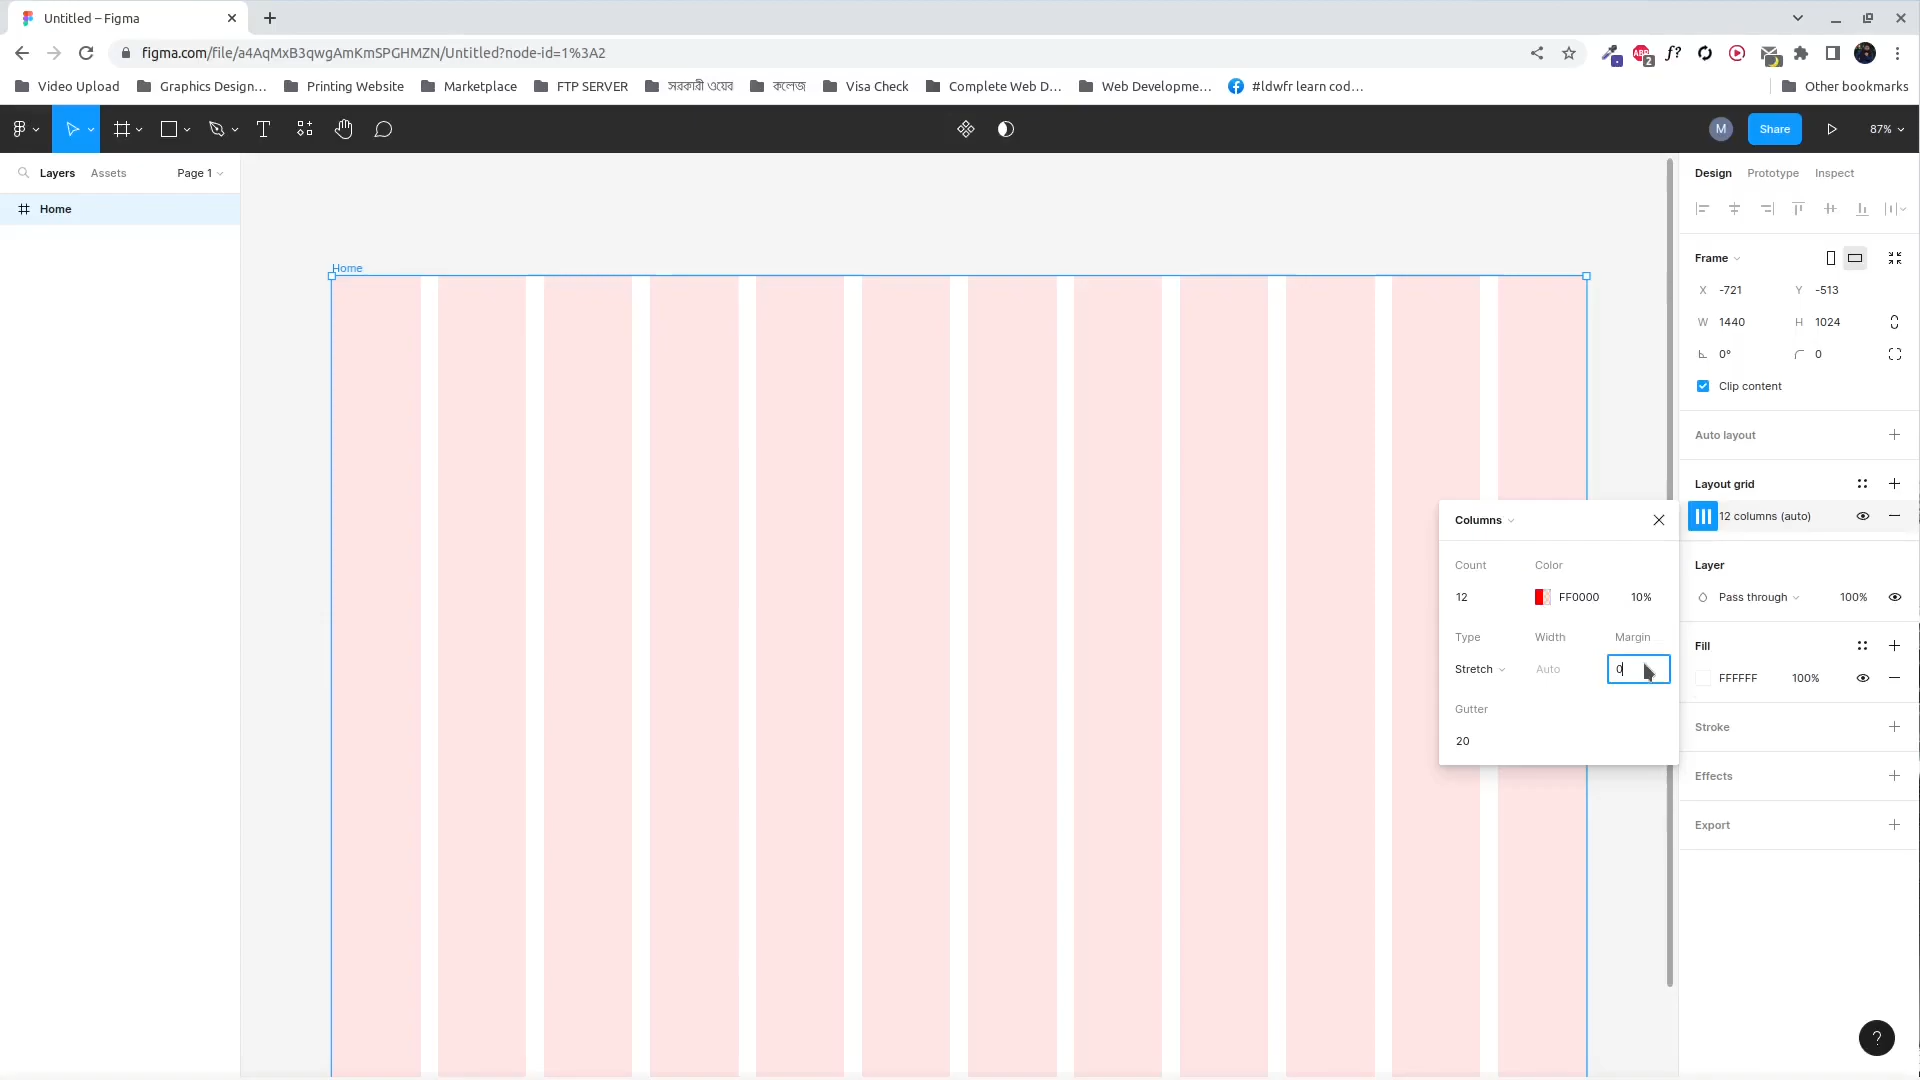 Untitled – Figma
figma.com/file/a4AqMxB3qwgAmKmSPGHMZN/Untitled?node-id=1%3A2
f?
ABP
2
Video Upload
Graphics Design...
Printing Website
Marketplace
FTP SERVER
সরকারী ওয়েব
কলেজ
Visa Check
Complete Web D...
Web Developme...
#ldwfr learn cod...
Other bookmarks
M
Share
87%
Layers
Assets
Page 1
Home
Home
Design
Prototype
Inspect
Frame
X -721
Y -513
W 1440
H 1024
0°
0
Clip content
Auto layout
Layout grid
12 columns (auto)
Layer
Pass through
100%
Fill
FFFFFF
100%
Stroke
Effects
Export
Columns
Count
Color
12
FF0000
10%
Type
Width
Margin
Stretch
Auto
0
Gutter
20
?